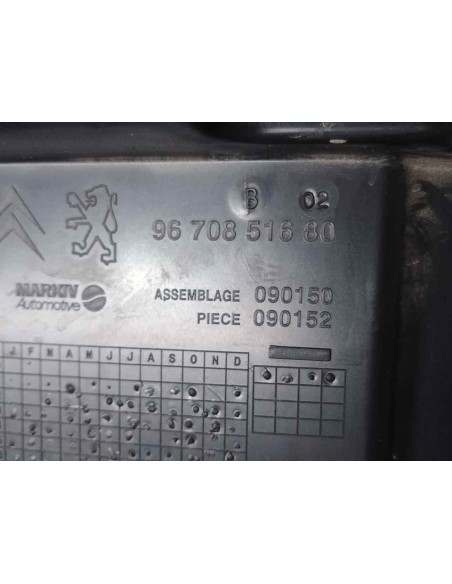 B 02
96 708 516 80
MARKIV
Automotive
ASSEMBLAGE 090150
PIECE 090152
J F M A M J J A S O N D